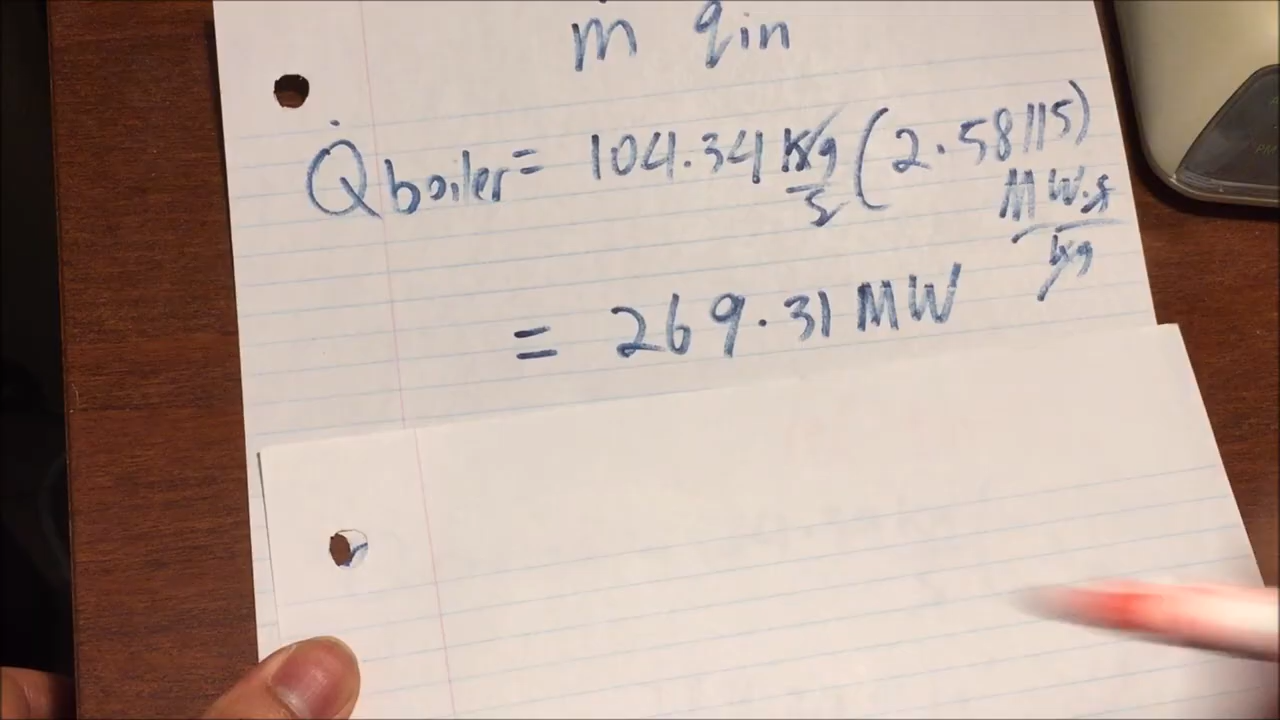 ṁ qin
Q̇boiler = 104.34 kg/s (2.58115) MW.s/kg
= 269.31 MW